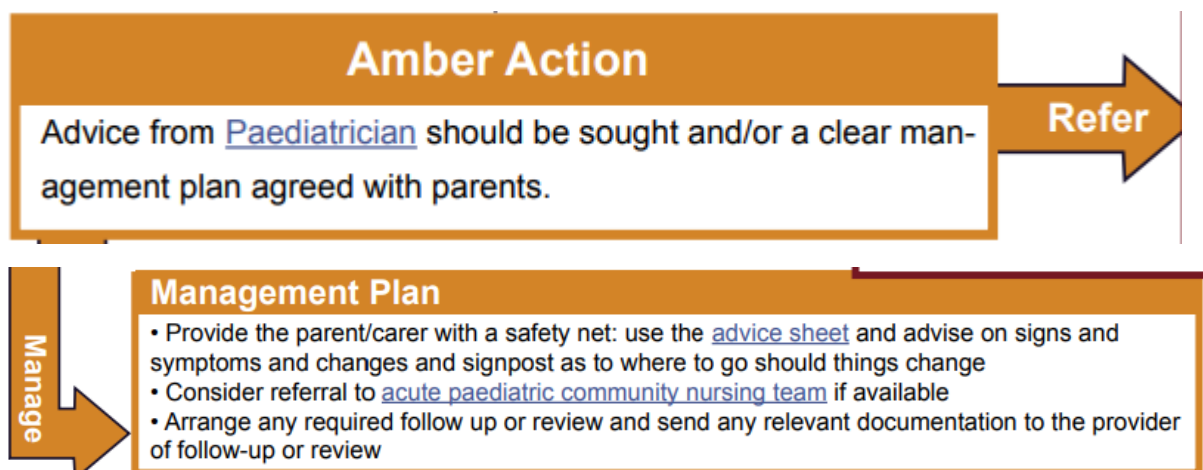 Amber Action
Advice from Paediatrician should be sought and/or a clear man-
agement plan agreed with parents.
Refer
Manage
Management Plan
• Provide the parent/carer with a safety net: use the advice sheet and advise on signs and
symptoms and changes and signpost as to where to go should things change
• Consider referral to acute paediatric community nursing team if available
• Arrange any required follow up or review and send any relevant documentation to the provider
of follow-up or review